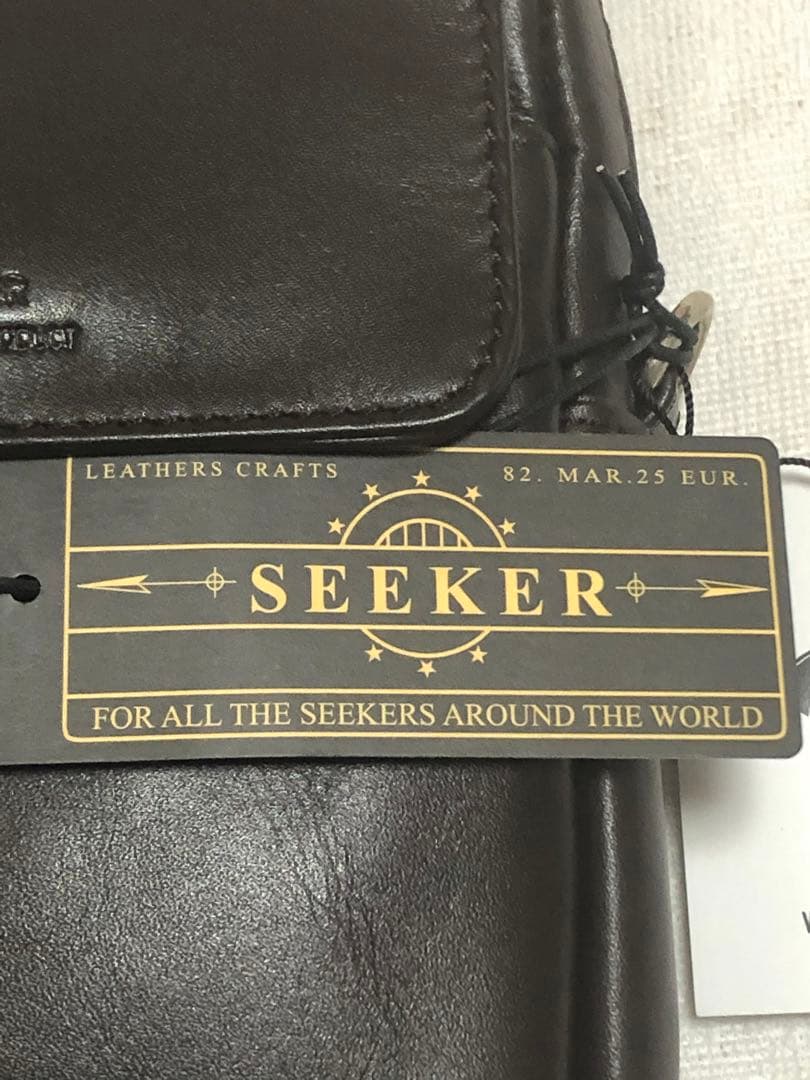 LEATHERS CRAFTS
82. MAR.25 EUR.
SEEKER
FOR ALL THE SEEKERS AROUND THE WORLD